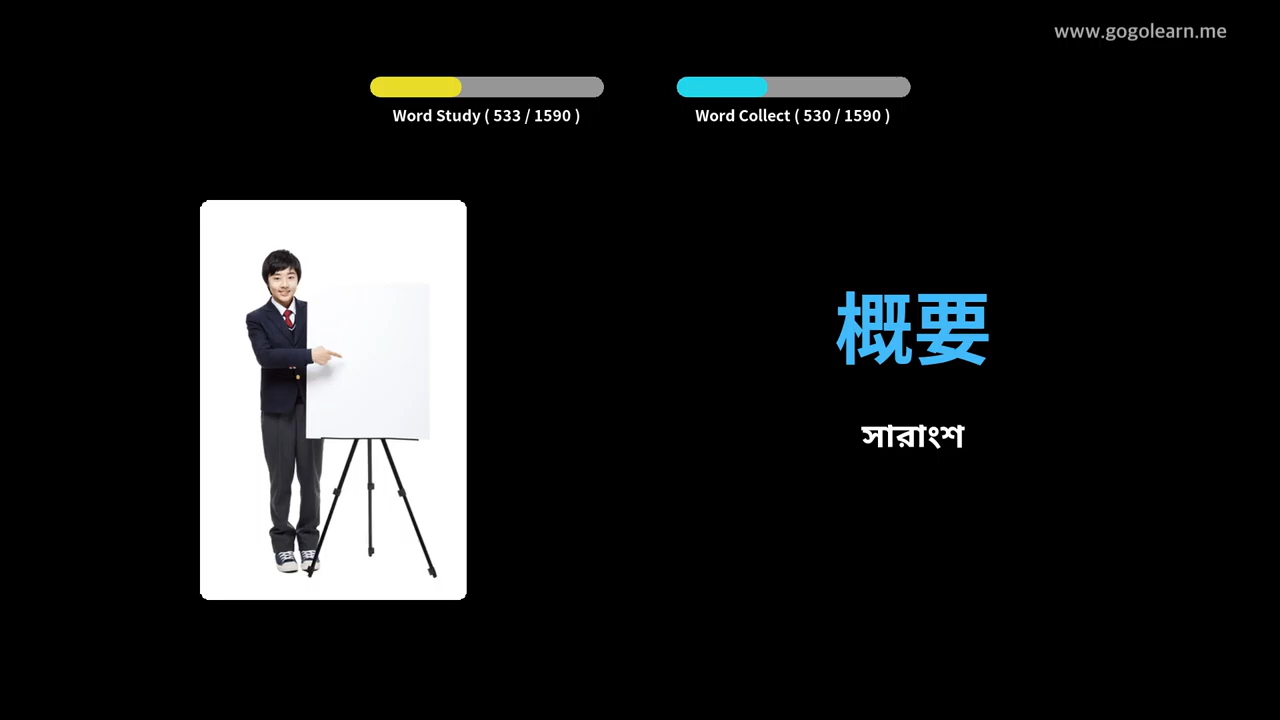 www.gogolearn.me
Word Study ( 533 / 1590 )
Word Collect ( 530 / 1590 )
概要
সারাংশ